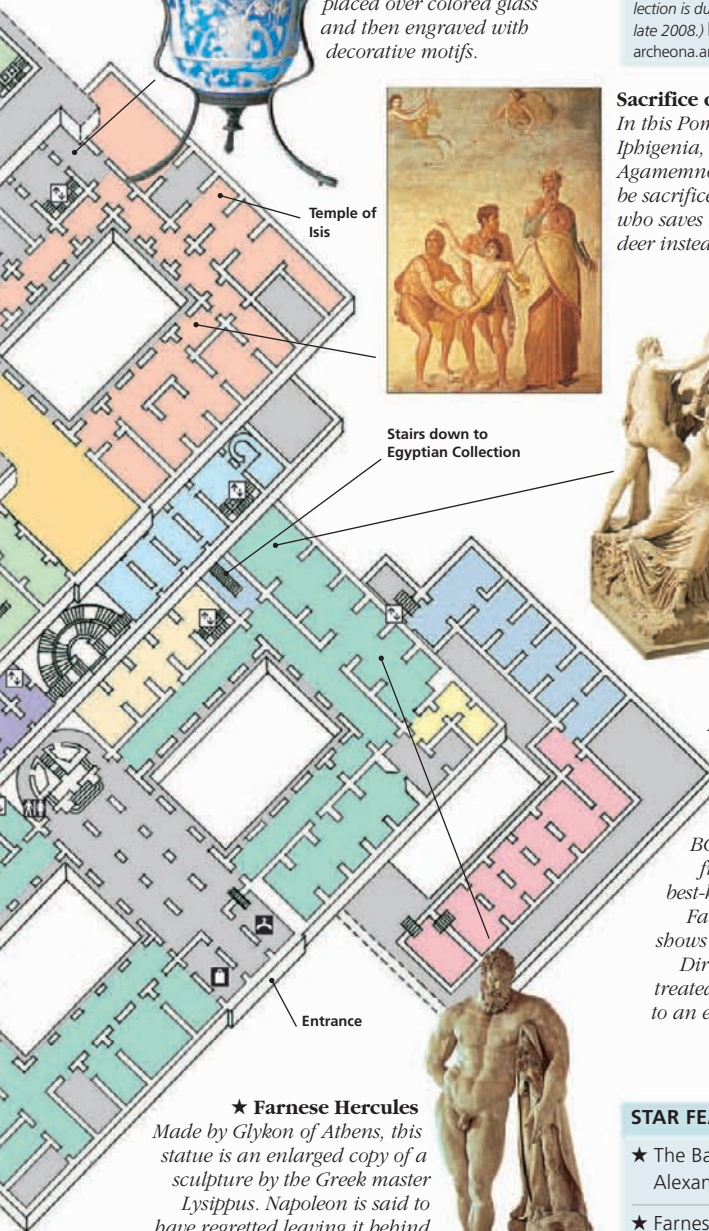 placed over colored glass
and then engraved with
decorative motifs.
lection is du
late 2008.)
archeona.ar
Sacrifice o
In this Pom
Iphigenia,
Agamemno
be sacrifice
who saves
deer instea
Temple of
Isis
Stairs down to
Egyptian Collection
BO
fr
best-k
Fa
shows
Dir
treated
to an e
Entrance
★ Farnese Hercules
Made by Glykon of Athens, this
statue is an enlarged copy of a
sculpture by the Greek master
Lysippus. Napoleon is said to
have regretted leaving it behind
STAR FEA
★ The Ba
Alexan
★ Farnes